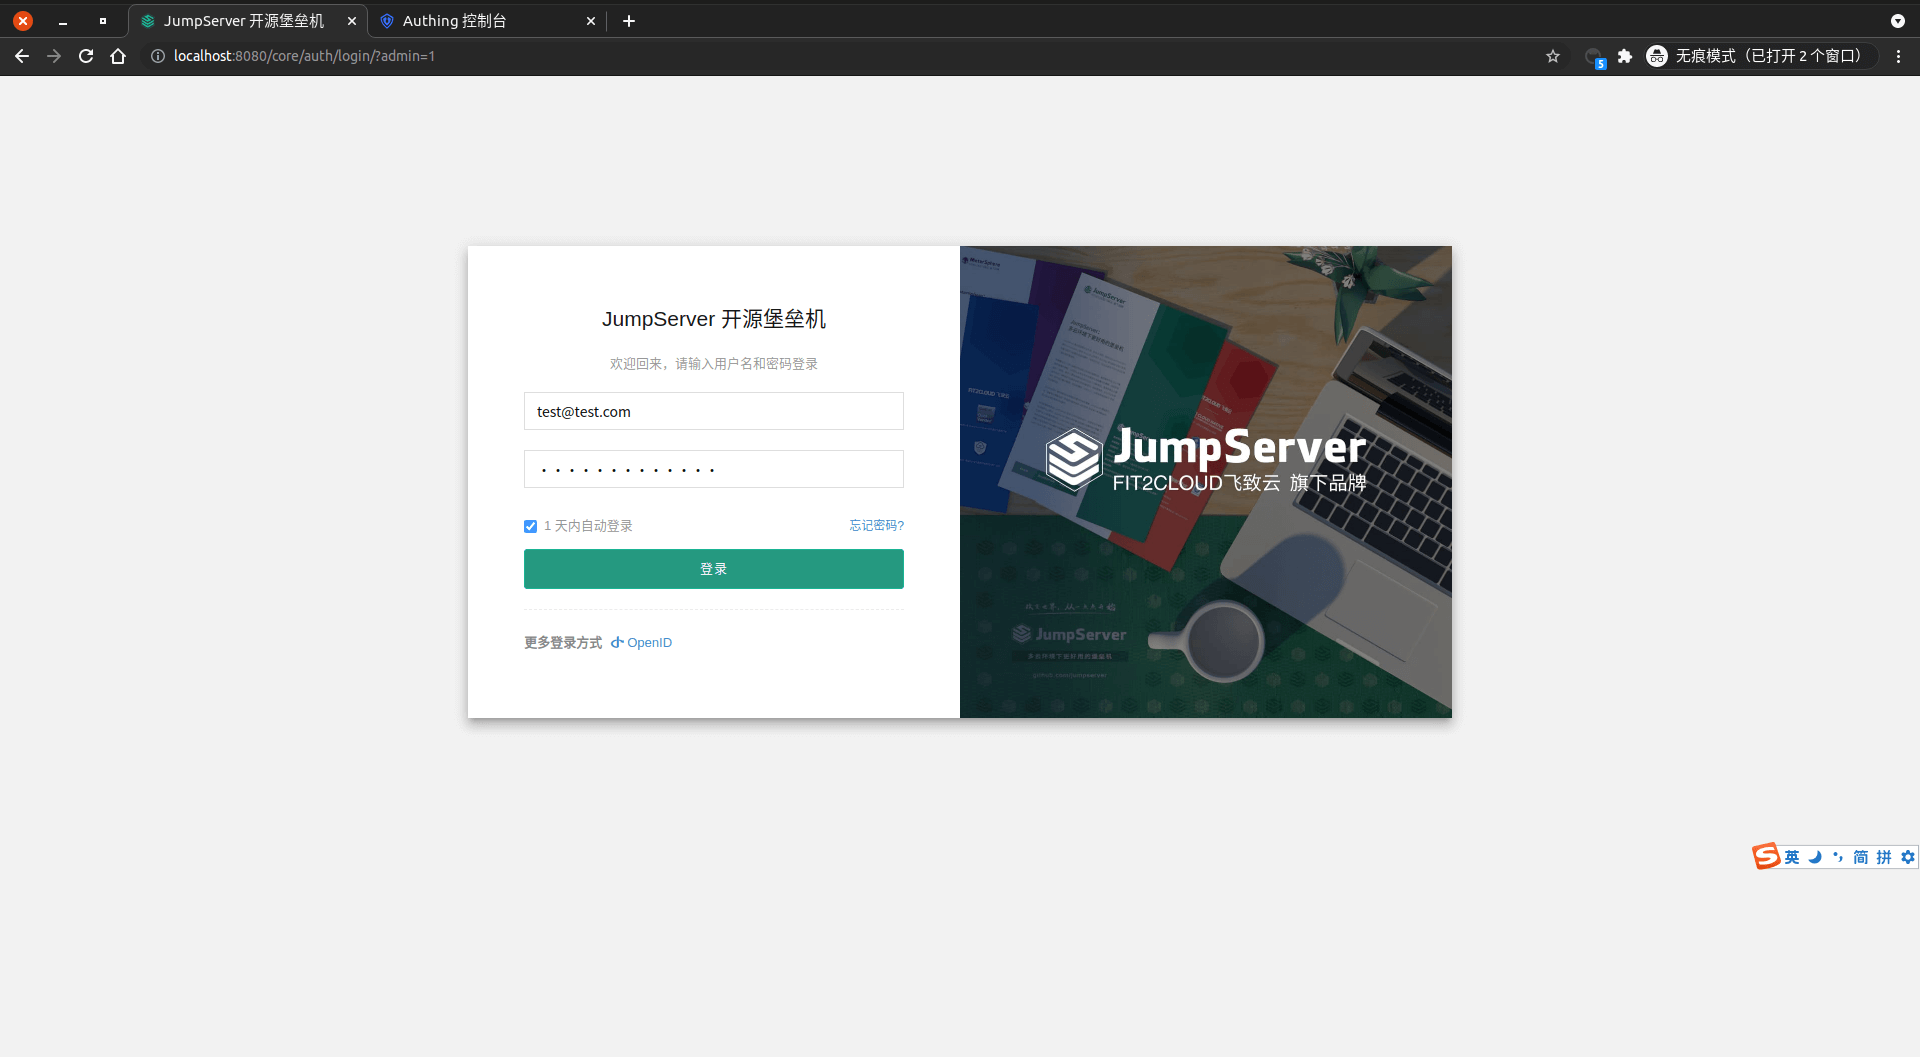 JumpServer 开源堡垒机
Authing 控制台
localhost:8080/core/auth/login/?admin=1
5
无痕模式（已打开 2 个窗口）
JumpServer 开源堡垒机
欢迎回来，请输入用户名和密码登录
test@test.com
1 天内自动登录
忘记密码?
登录
更多登录方式
OpenID
JumpServer
JumpServer
FIT2CLOUD飞致云 旗下品牌
JumpServer
英
简
拼